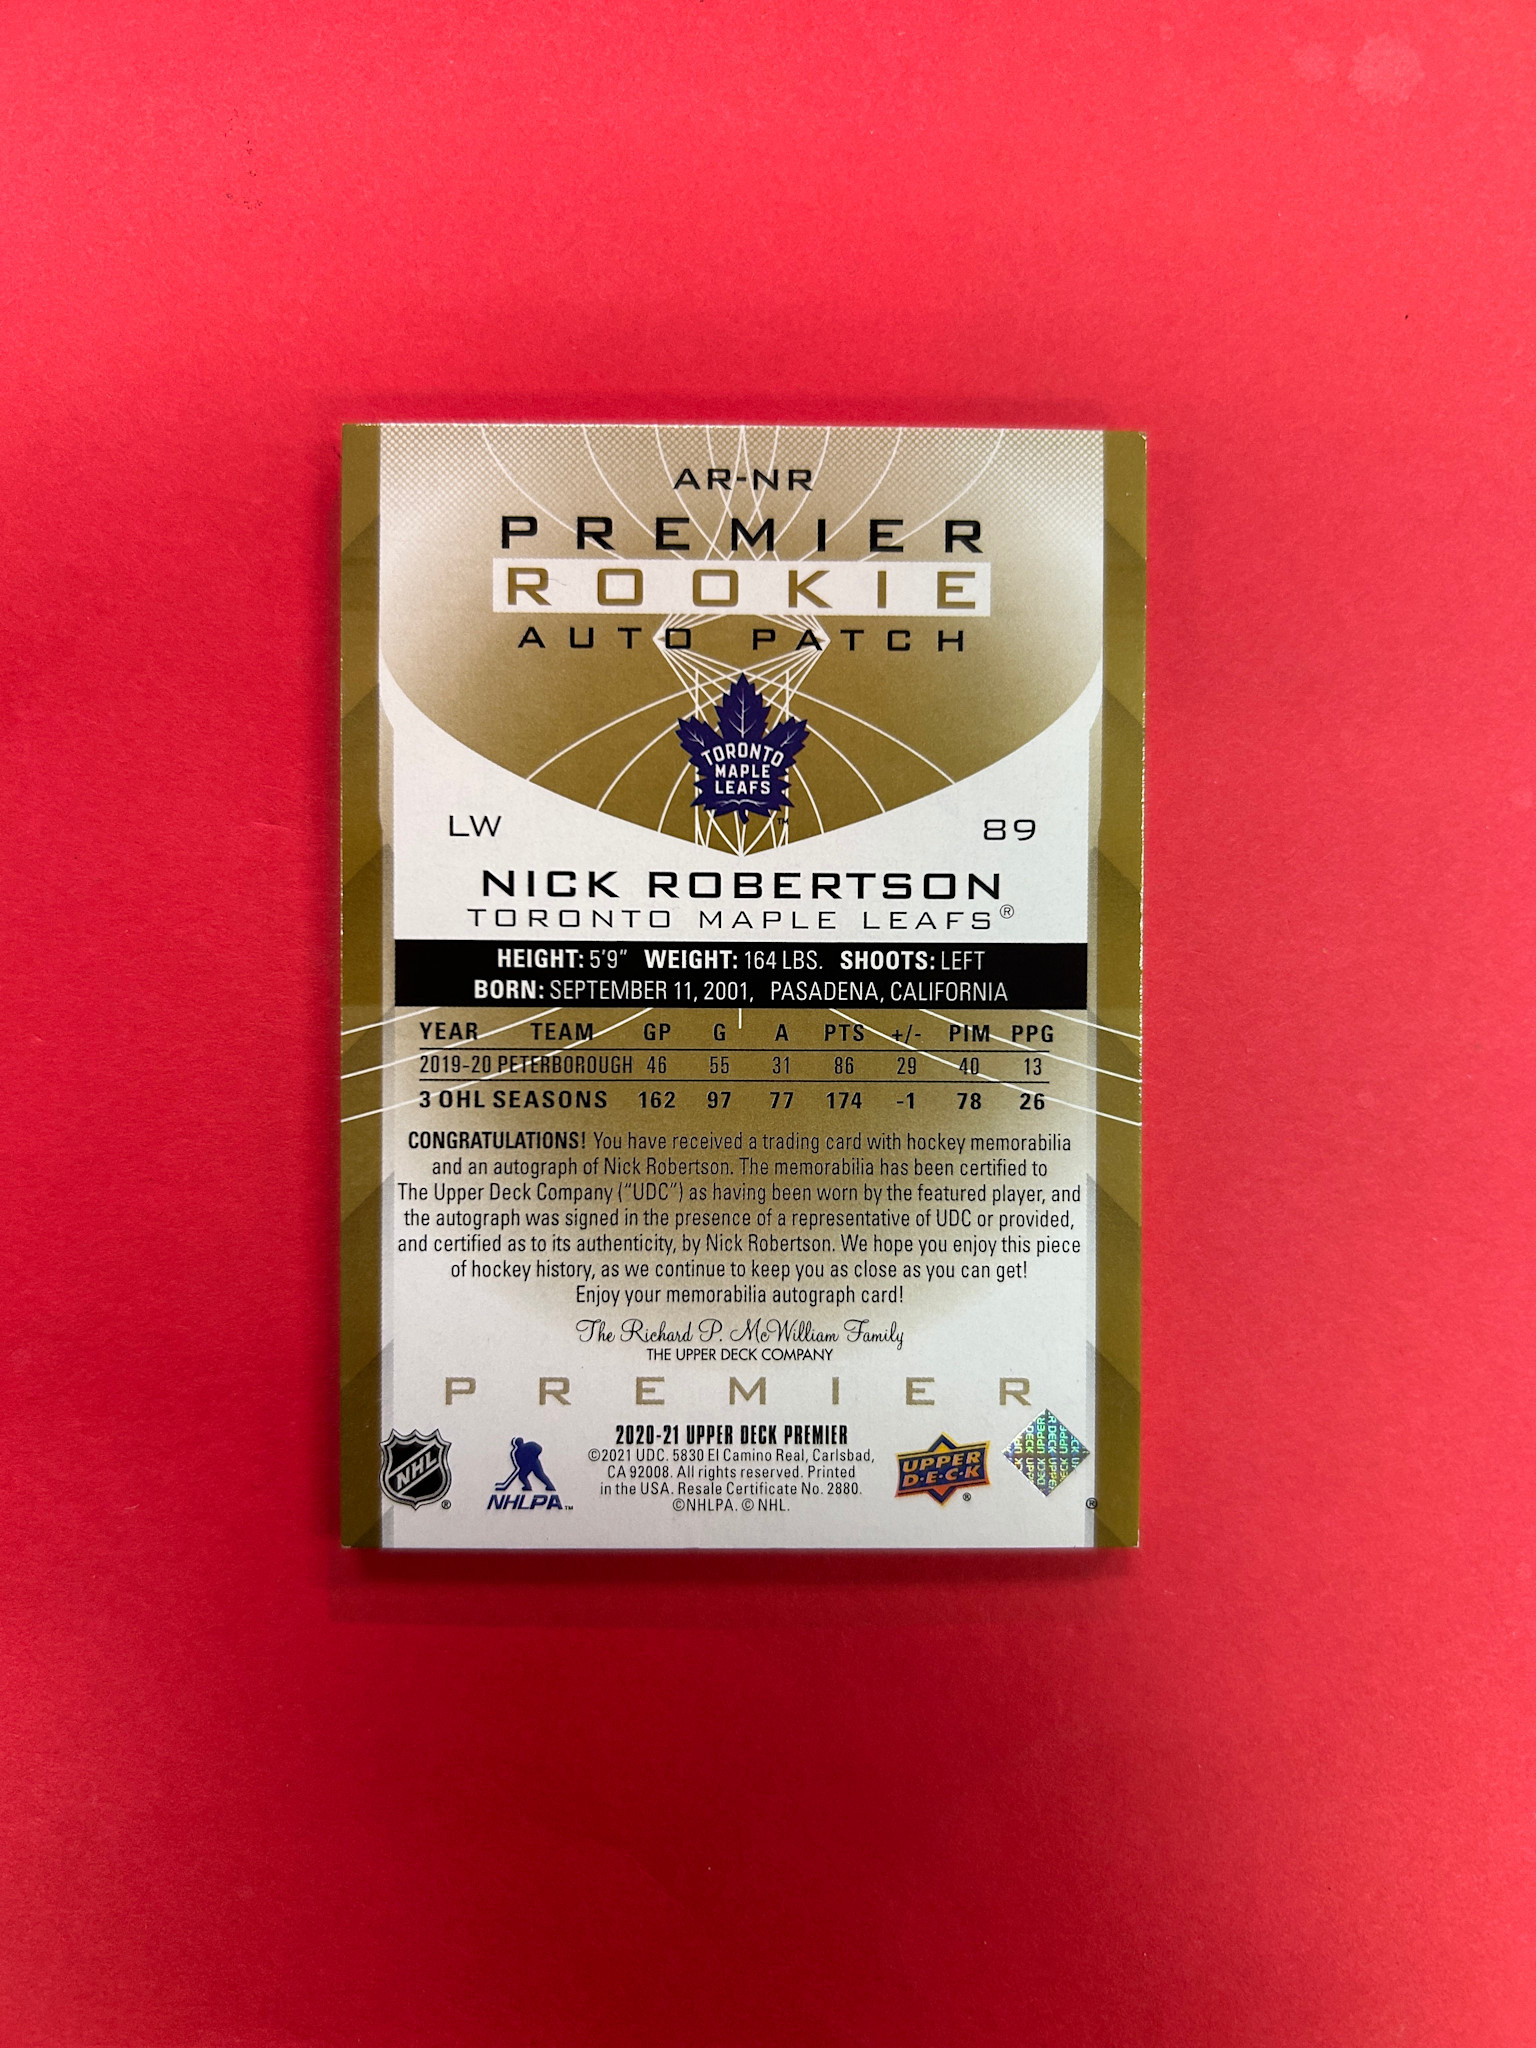 AR-NR
PREMIER
ROOKIE
AUTO PATCH
TORONTO
MAPLE
LEAFS
TM
LW 89
NICK ROBERTSON
TORONTO MAPLE LEAFS®
HEIGHT: 5'9" WEIGHT: 164 LBS. SHOOTS: LEFT
BORN: SEPTEMBER 11, 2001, PASADENA, CALIFORNIA
YEAR TEAM GP G A PTS +/- PIM PPG
2019-20 PETERBOROUGH 46 55 31 86 29 40 13
3 OHL SEASONS 162 97 77 174 -1 78 26
CONGRATULATIONS! You have received a trading card with hockey memorabilia
and an autograph of Nick Robertson. The memorabilia has been certified to
The Upper Deck Company ("UDC") as having been worn by the featured player, and
the autograph was signed in the presence of a representative of UDC or provided,
and certified as to its authenticity, by Nick Robertson. We hope you enjoy this piece
of hockey history, as we continue to keep you as close as you can get!
Enjoy your memorabilia autograph card!
The Richard P. McWilliam Family
THE UPPER DECK COMPANY
PREMIER
2020-21 UPPER DECK PREMIER
©2021 UDC. 5830 El Camino Real, Carlsbad,
CA 92008. All rights reserved. Printed
in the USA. Resale Certificate No. 2880.
©NHLPA. © NHL.
NHL ®
NHLPA TM
UPPER
D·E·C·K ®
UPPER DECK
®